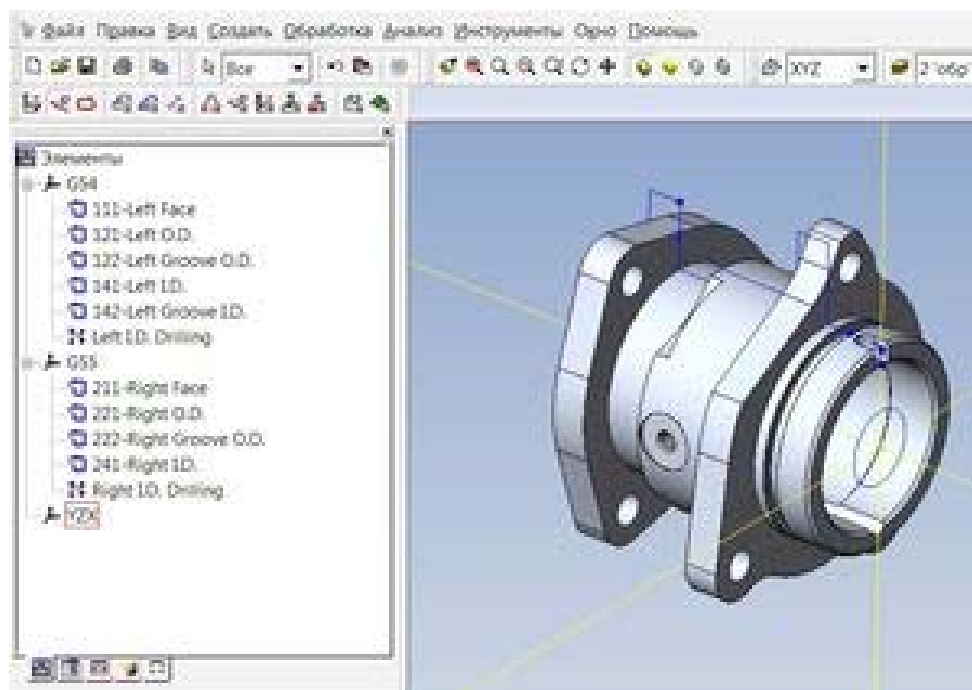 Файл Правка Вид Создать Обработка Анализ Инструменты Окно Помощь
Все XYZ 2
Элементы
G54
111-Left Face
121-Left O.D.
122-Left Groove O.D.
141-Left I.D.
142-Left Groove I.D.
Left I.D. Drilling
G55
211-Right Face
221-Right O.D.
222-Right Groove O.D.
241-Right I.D.
Right I.D. Drilling
YZX